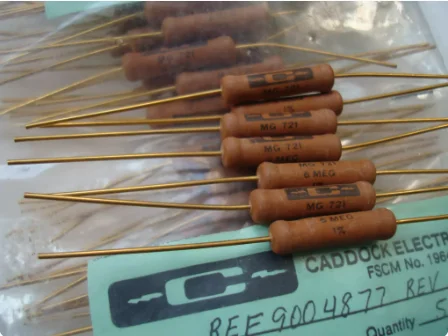 MG 721
MG 721
6 MEG
MG 721
5 MEG
1%
CADDOCK ELECTR
FSCM No. 196
REF 9004877 REV
Quantity